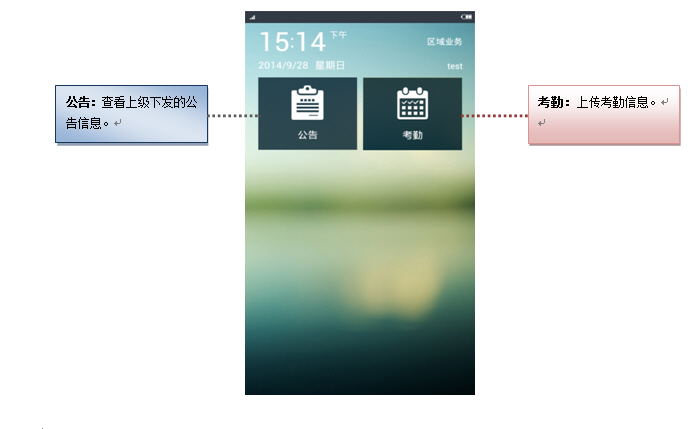 15:14 下午
区域业务
2014/9/28 星期日
test
公告：查看上级下发的公
告信息。
公告
考勤
考勤：上传考勤信息。